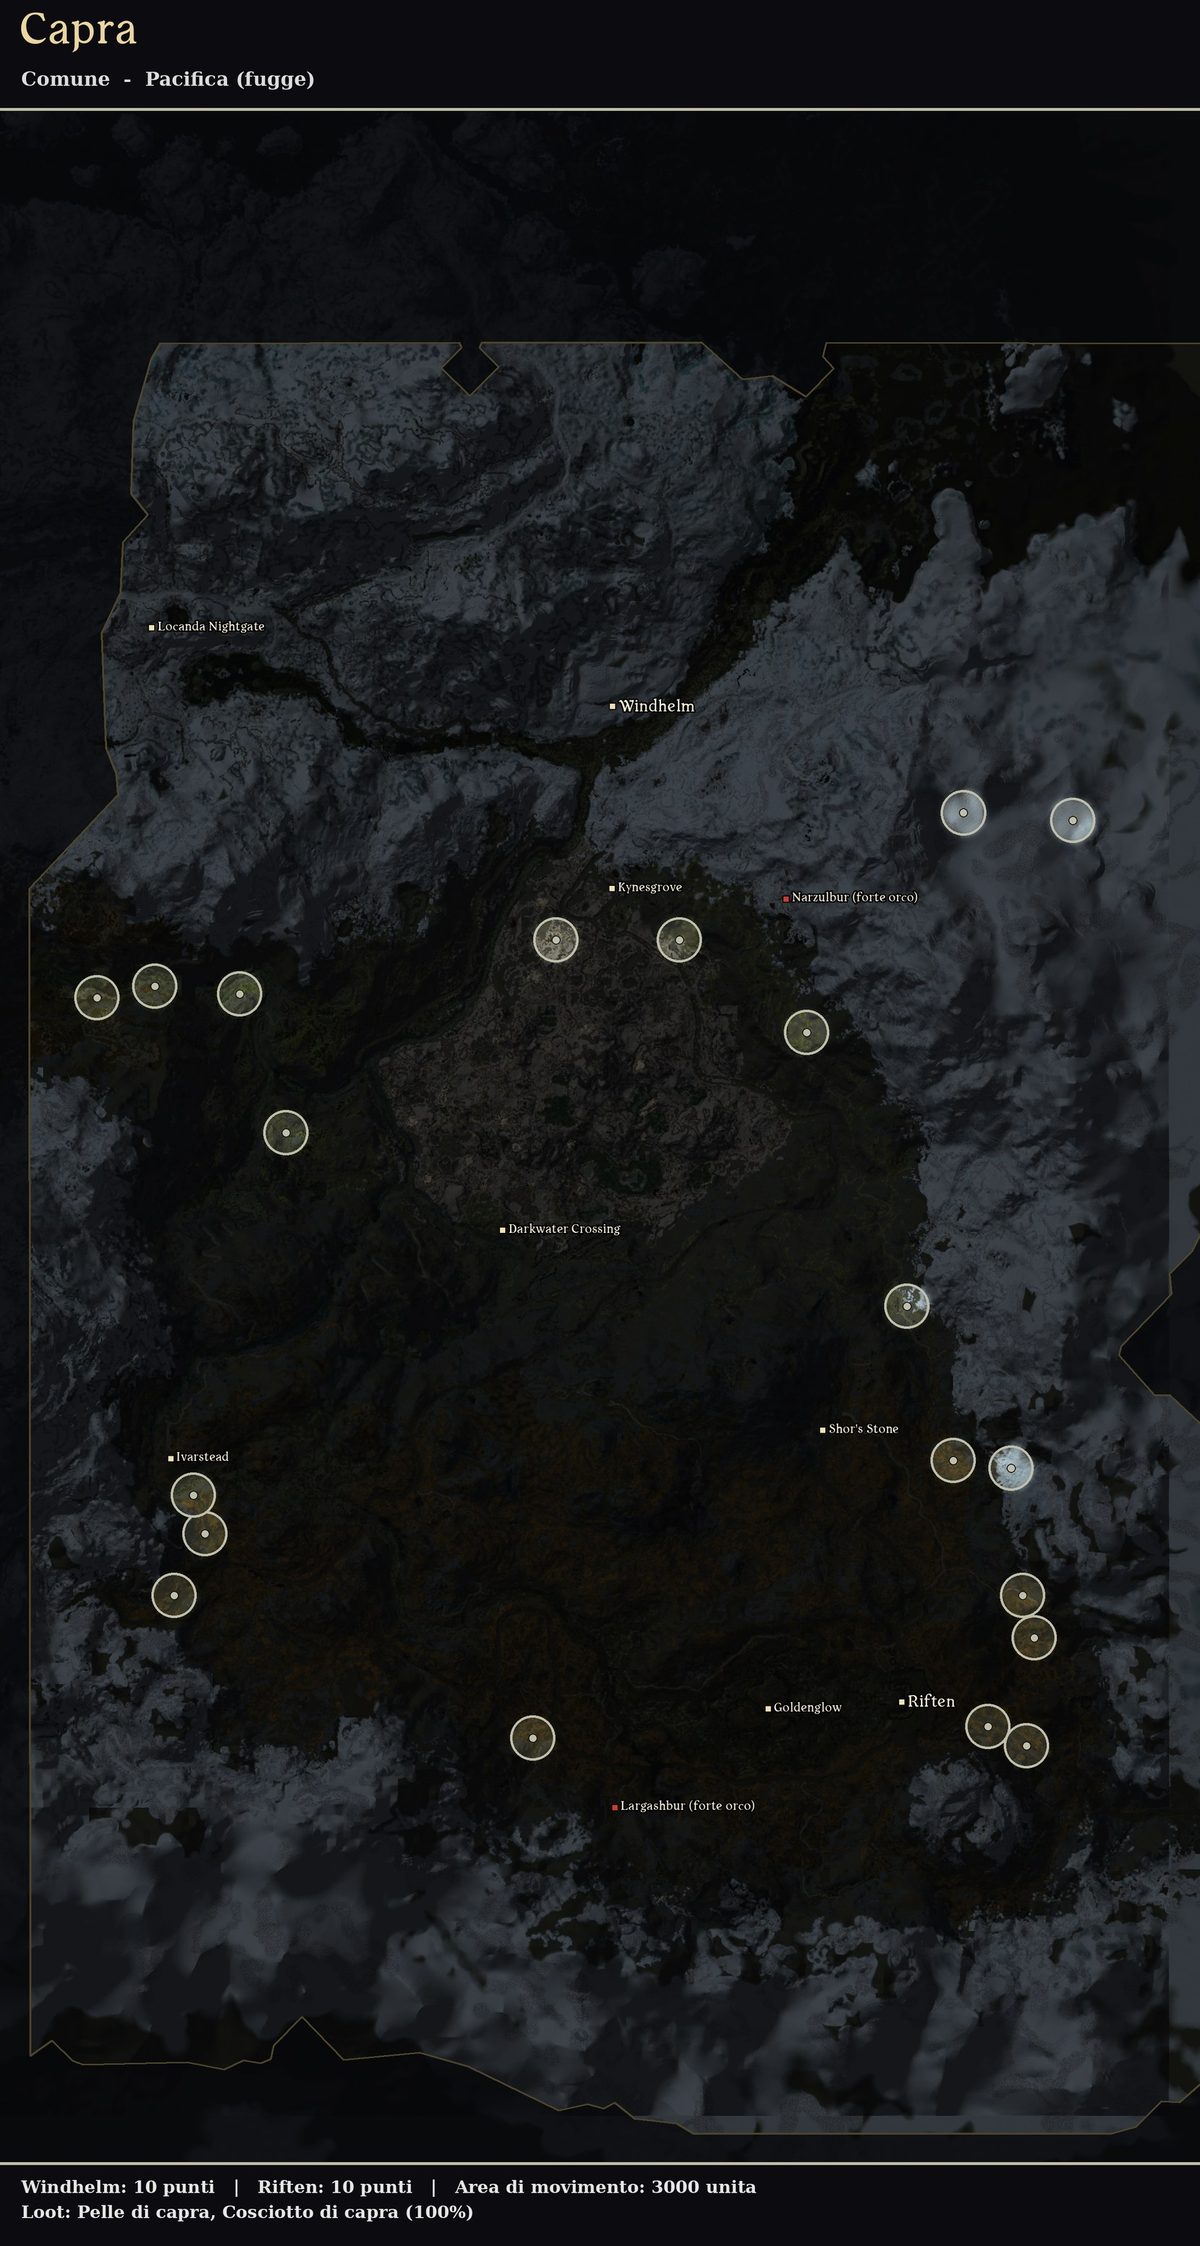 Capra
Comune - Pacifica (fugge)
Locanda Nightgate
Windhelm
Kynesgrove
Narzulbur (forte orco)
Darkwater Crossing
Shor's Stone
Ivarstead
Riften
Goldenglow
Largashbur (forte orco)
Windhelm: 10 punti | Riften: 10 punti | Area di movimento: 3000 unita
Loot: Pelle di capra, Cosciotto di capra (100%)